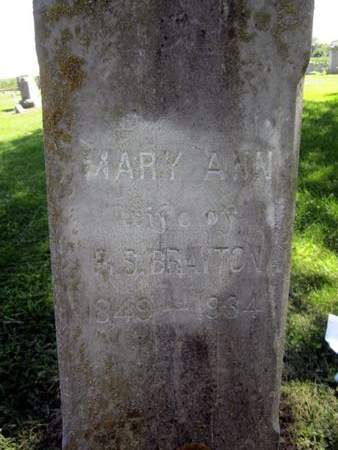 MARY ANN
Wife of
S. BRAYTON
1849 – 1934